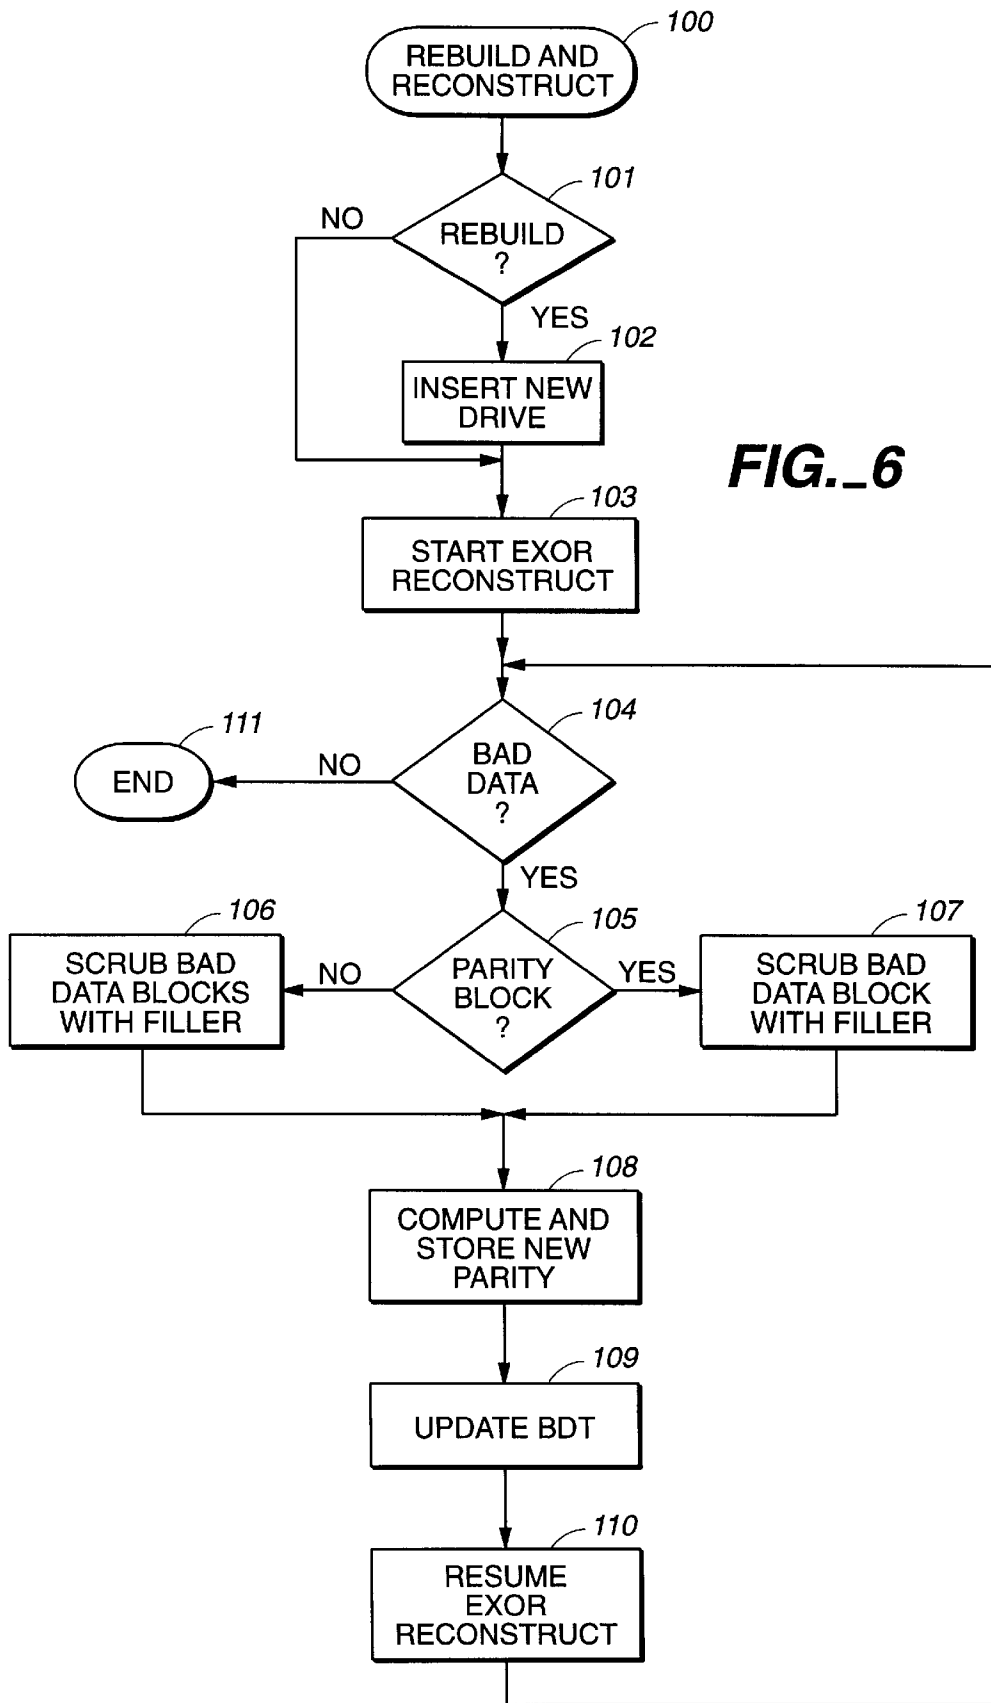 100
REBUILD AND
RECONSTRUCT
101
NO
REBUILD
?
YES
102
INSERT NEW
DRIVE
FIG._6
103
START EXOR
RECONSTRUCT
104
111
BAD
DATA
?
NO
END
YES
106
105
107
SCRUB BAD
DATA BLOCKS
WITH FILLER
NO
PARITY
BLOCK
?
YES
SCRUB BAD
DATA BLOCK
WITH FILLER
108
COMPUTE AND
STORE NEW
PARITY
109
UPDATE BDT
110
RESUME
EXOR
RECONSTRUCT